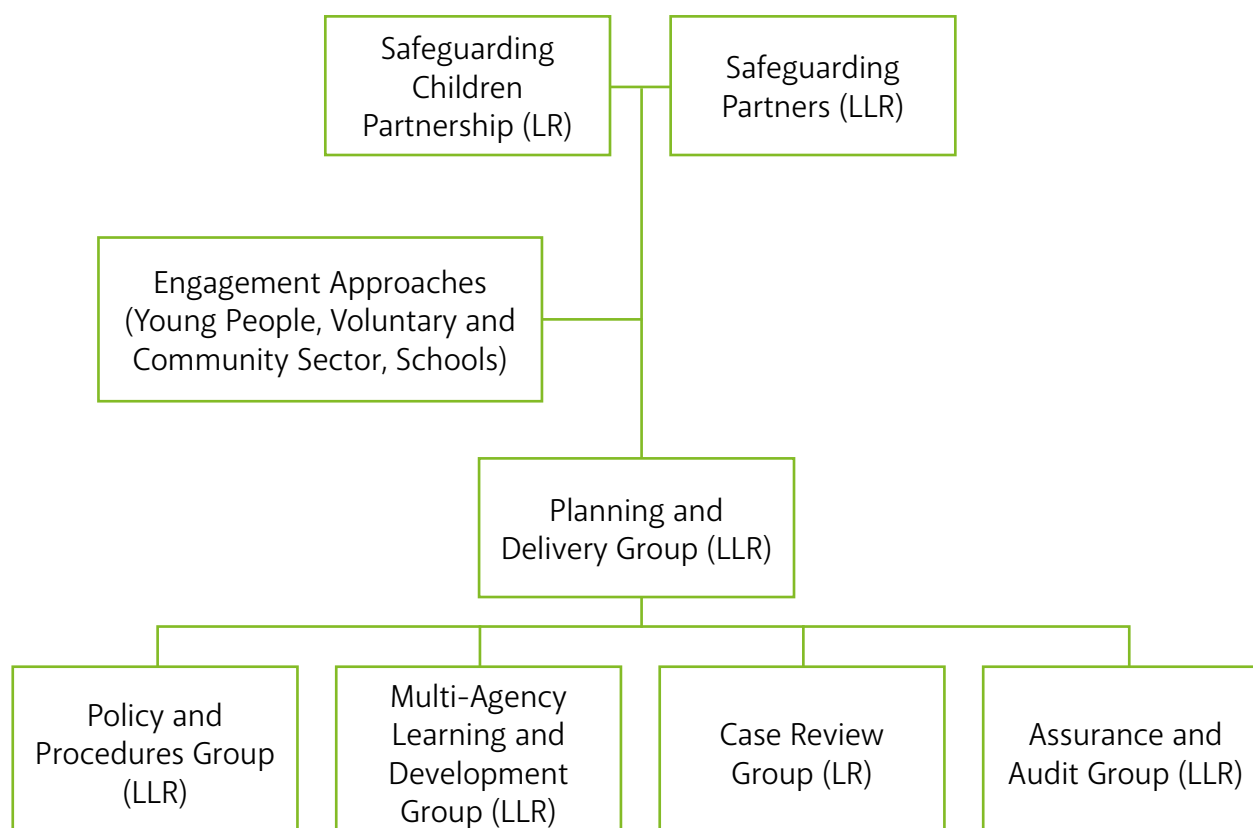 Safeguarding
Children
Partnership (LR)
Safeguarding
Partners (LLR)
Engagement Approaches
(Young People, Voluntary and
Community Sector, Schools)
Planning and
Delivery Group (LLR)
Policy and
Procedures Group
(LLR)
Multi-Agency
Learning and
Development
Group (LLR)
Case Review
Group (LR)
Assurance and
Audit Group (LLR)